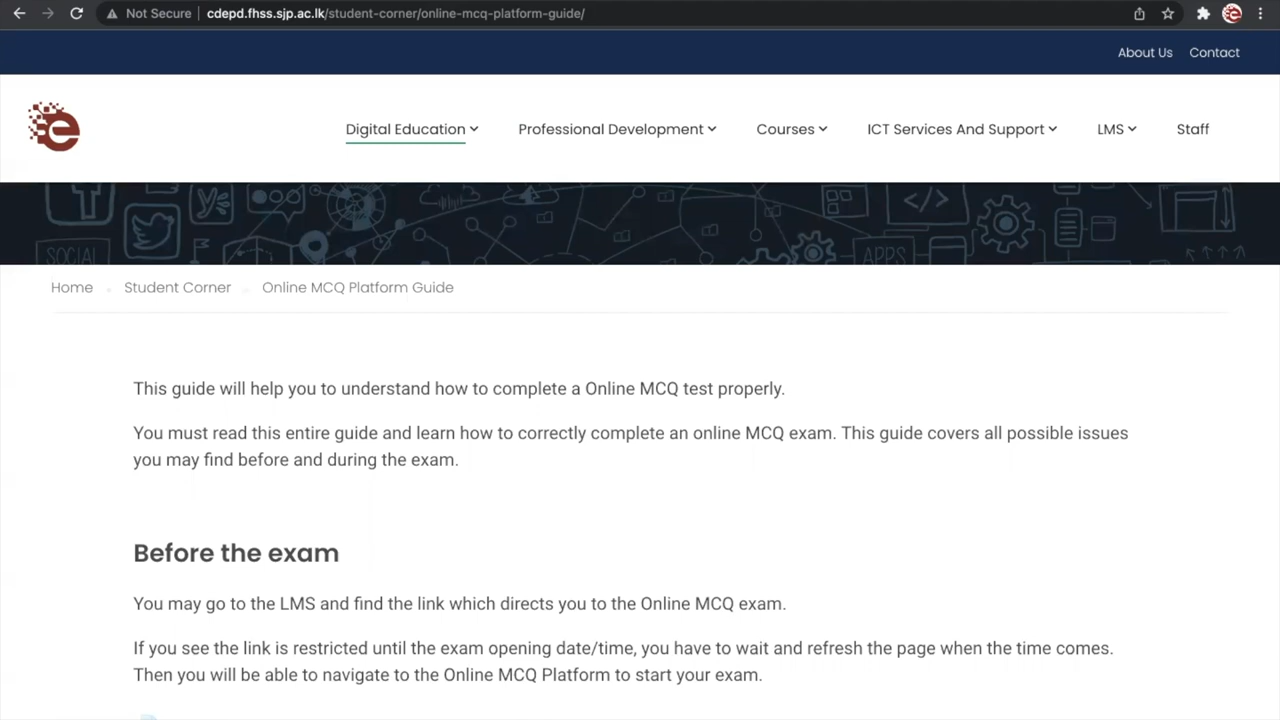 Not Secure cdepd.fhss.sjp.ac.lk/student-corner/online-mcq-platform-guide/
About Us Contact
e
Digital Education Professional Development Courses ICT Services And Support LMS Staff
SOCIAL </> APPS
Home Student Corner Online MCQ Platform Guide
This guide will help you to understand how to complete a Online MCQ test properly.
You must read this entire guide and learn how to correctly complete an online MCQ exam. This guide covers all possible issues
you may find before and during the exam.
Before the exam
You may go to the LMS and find the link which directs you to the Online MCQ exam.
If you see the link is restricted until the exam opening date/time, you have to wait and refresh the page when the time comes.
Then you will be able to navigate to the Online MCQ Platform to start your exam.